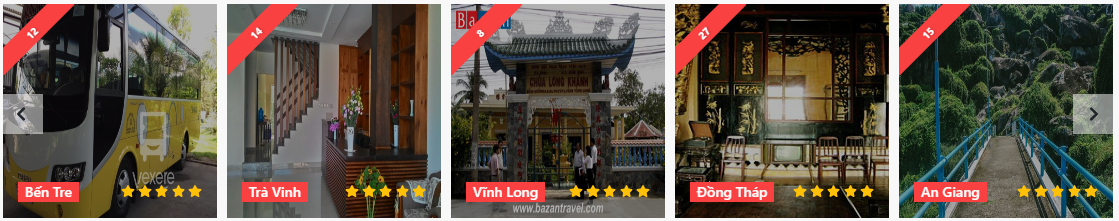 12
vexere
Bến Tre
14
Trà Vinh
8
CHÙA LONG KHÁNH
Vĩnh Long
www.bazantravel.com
27
Đồng Tháp
15
An Giang